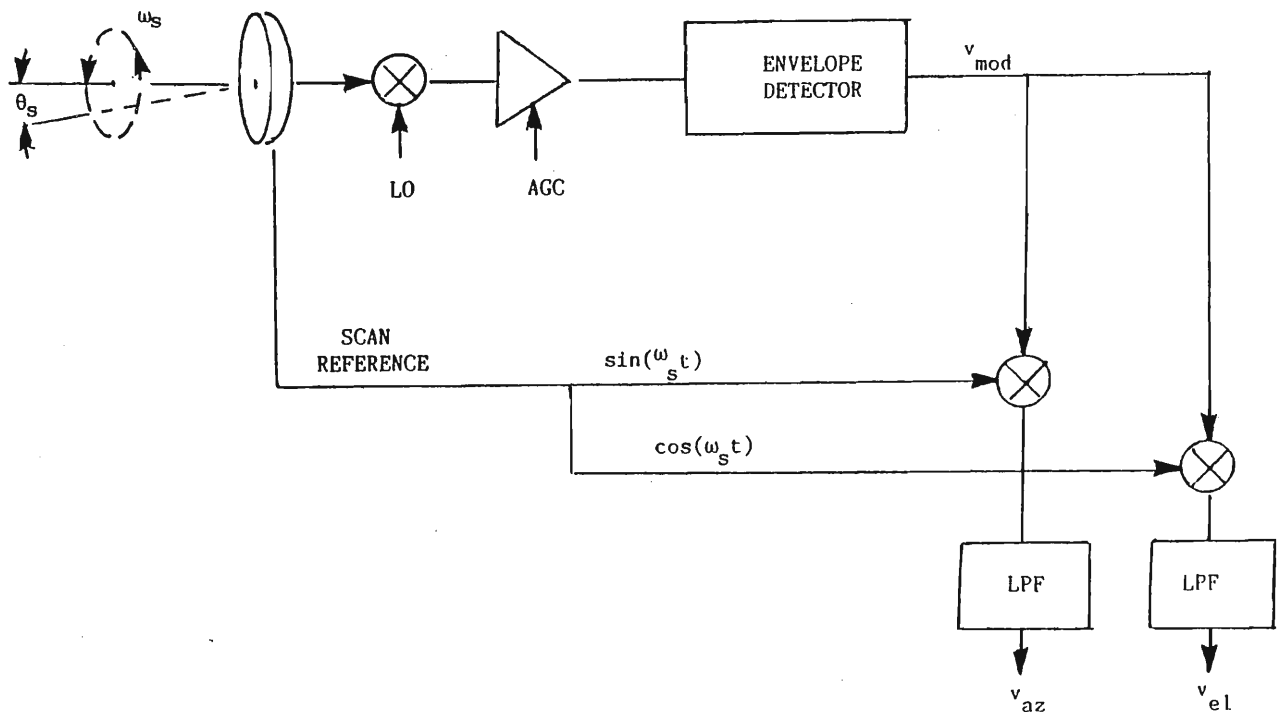 ω_s
θ_s
LO
AGC
ENVELOPE
DETECTOR
v_mod
SCAN
REFERENCE
sin(ω_s t)
cos(ω_s t)
LPF
LPF
v_az
v_el